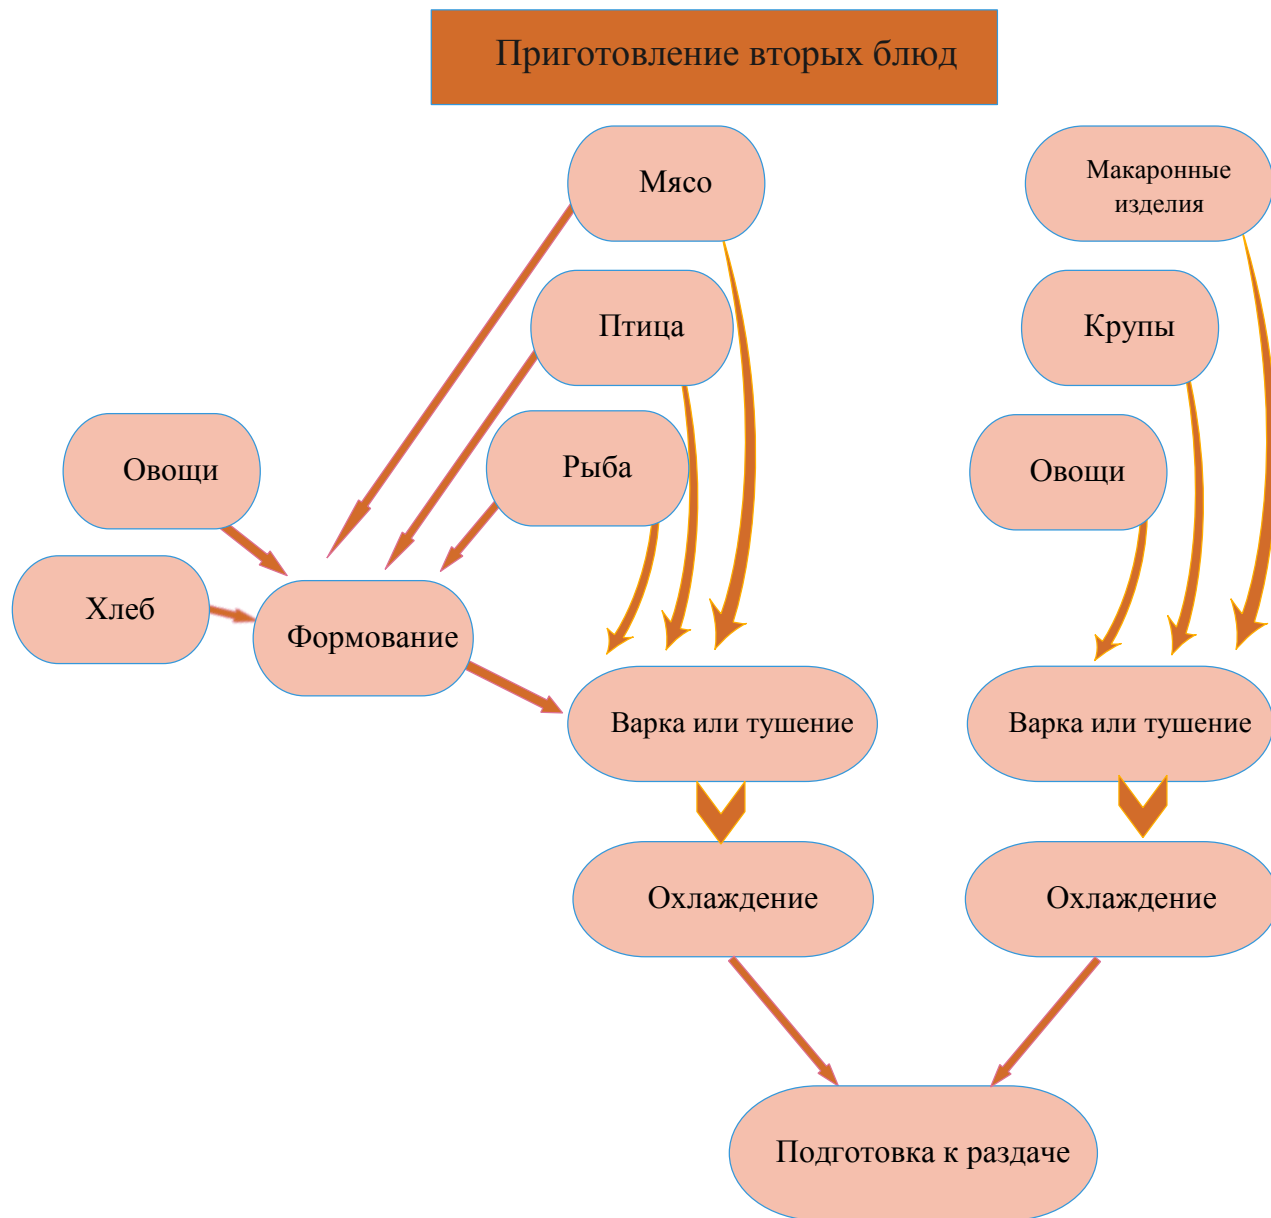 Приготовление вторых блюд
Мясо
Макаронные
изделия
Птица
Крупы
Рыба
Овощи
Овощи
Хлеб
Формование
Варка или тушение
Варка или тушение
Охлаждение
Охлаждение
Подготовка к раздаче